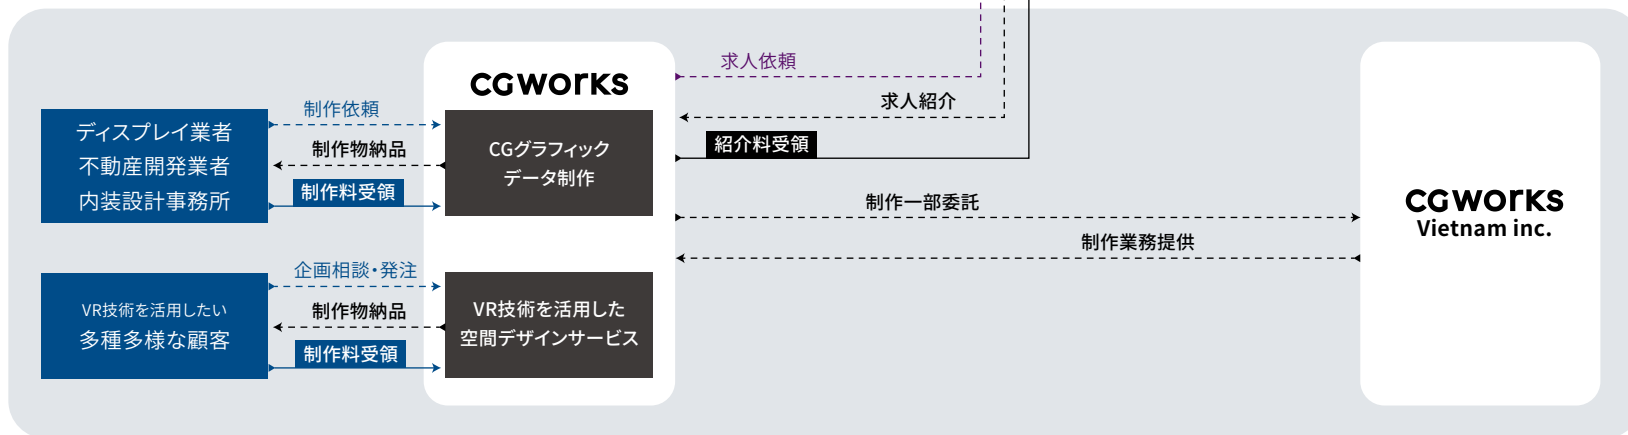 求人依頼
CGWORKS
求人紹介
制作依頼
ディスプレイ業者
不動産開発業者
内装設計事務所
制作物納品
制作料受領
CGグラフィック
データ制作
紹介料受領
制作一部委託
制作業務提供
CGWORKS
Vietnam inc.
企画相談・発注
VR技術を活用したい
多種多様な顧客
制作物納品
制作料受領
VR技術を活用した
空間デザインサービス